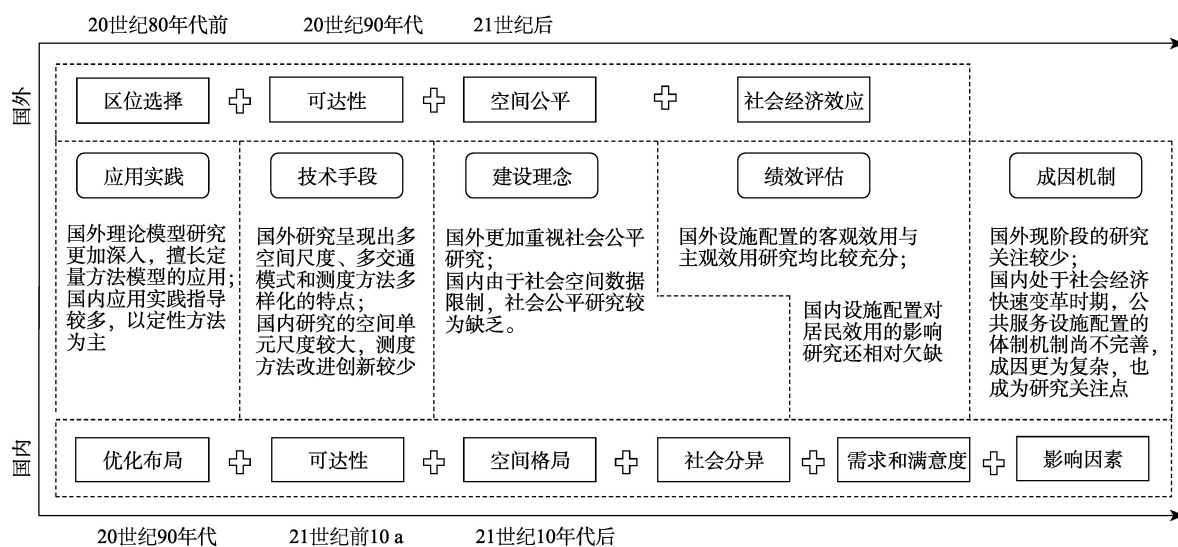 20世纪80年代前
20世纪90年代
21世纪后
国外
区位选择
可达性
空间公平
社会经济效应
应用实践
技术手段
建设理念
绩效评估
成因机制
国外理论模型研究
更加深入，擅长定
量方法模型的应用；
国内应用实践指导
较多，以定性方法
为主
国外研究呈现出多
空间尺度、多交通
模式和测度方法多
样化的特点；
国内研究的空间单
元尺度较大，测度
方法改进创新较少
国外更加重视社会公平
研究；
国内由于社会空间数据
限制，社会公平研究较
为缺乏。
国外设施配置的客观效用与
主观效用研究均比较充分；
国内设施配置对
居民效用的影响
研究还相对欠缺
国外现阶段的研究
关注较少；
国内处于社会经济
快速变革时期，公
共服务设施配置的
体制机制尚不完善，
成因更为复杂，也
成为研究关注点
国内
优化布局
可达性
空间格局
社会分异
需求和满意度
影响因素
20世纪90年代
21世纪前10 a
21世纪10年代后